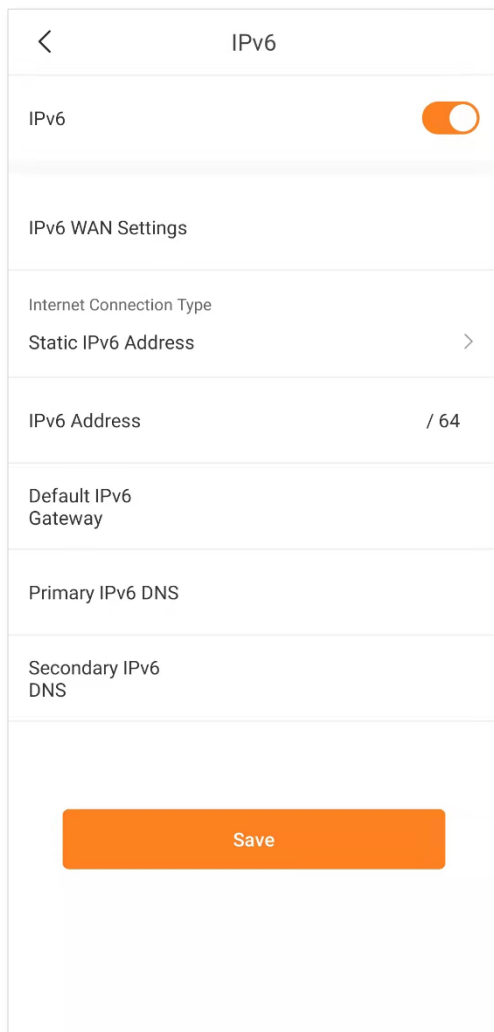 IPv6
IPv6
IPv6 WAN Settings
Internet Connection Type
Static IPv6 Address
IPv6 Address / 64
Default IPv6
Gateway
Primary IPv6 DNS
Secondary IPv6
DNS
Save